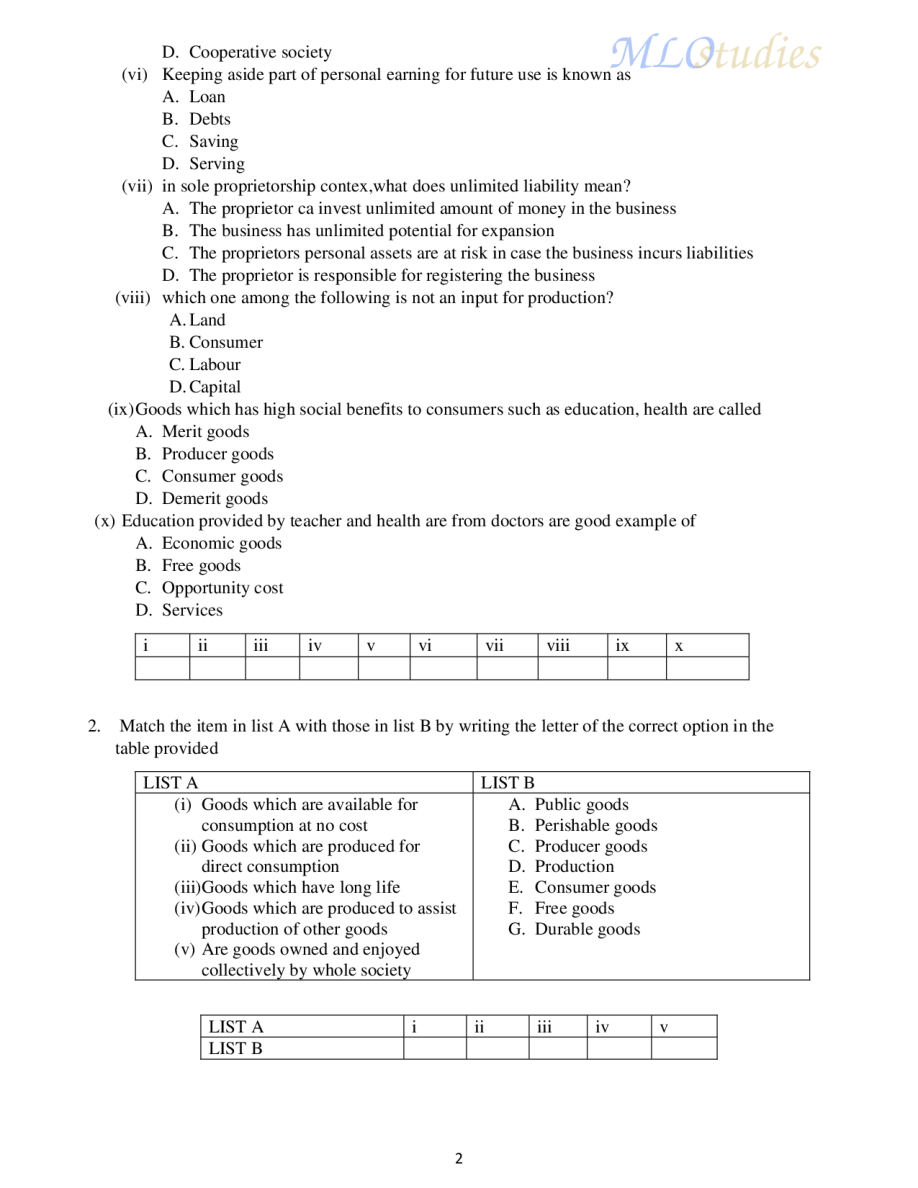 MLOstudies
D. Cooperative society
(vi) Keeping aside part of personal earning for future use is known as
A. Loan
B. Debts
C. Saving
D. Serving
(vii) in sole proprietorship contex,what does unlimited liability mean?
A. The proprietor ca invest unlimited amount of money in the business
B. The business has unlimited potential for expansion
C. The proprietors personal assets are at risk in case the business incurs liabilities
D. The proprietor is responsible for registering the business
(viii) which one among the following is not an input for production?
A. Land
B. Consumer
C. Labour
D. Capital
(ix)Goods which has high social benefits to consumers such as education, health are called
A. Merit goods
B. Producer goods
C. Consumer goods
D. Demerit goods
(x) Education provided by teacher and health are from doctors are good example of
A. Economic goods
B. Free goods
C. Opportunity cost
D. Services
i ii iii iv v vi vii viii ix x
2. Match the item in list A with those in list B by writing the letter of the correct option in the
table provided
LIST A LIST B
(i) Goods which are available for
consumption at no cost
(ii) Goods which are produced for
direct consumption
(iii)Goods which have long life
(iv)Goods which are produced to assist
production of other goods
(v) Are goods owned and enjoyed
collectively by whole society
A. Public goods
B. Perishable goods
C. Producer goods
D. Production
E. Consumer goods
F. Free goods
G. Durable goods
LIST A i ii iii iv v
LIST B
2